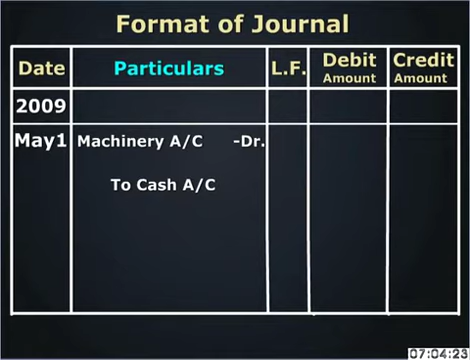 Format of Journal
Date Particulars L.F. Debit Amount Credit Amount
2009
May1 Machinery A/C -Dr.
To Cash A/C
07:04:23